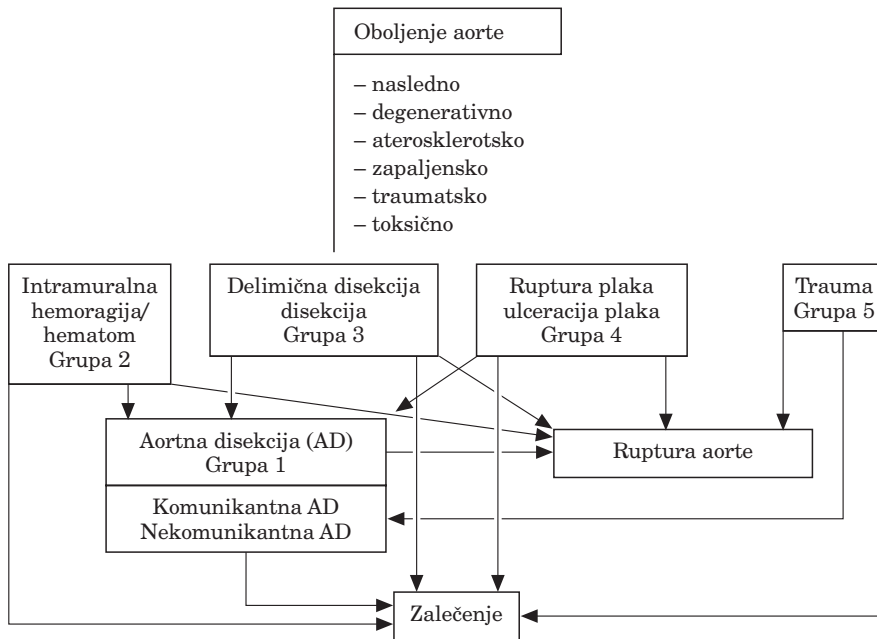 Oboljenje aorte
– nasledno
– degenerativno
– aterosklerotsko
– zapaljensko
– traumatsko
– toksično
Intramuralna
hemoragija/
hematom
Grupa 2
Delimična disekcija
disekcija
Grupa 3
Ruptura plaka
ulceracija plaka
Grupa 4
Trauma
Grupa 5
Aortna disekcija (AD)
Grupa 1
Komunikantna AD
Nekomunikantna AD
Ruptura aorte
Zalečenje